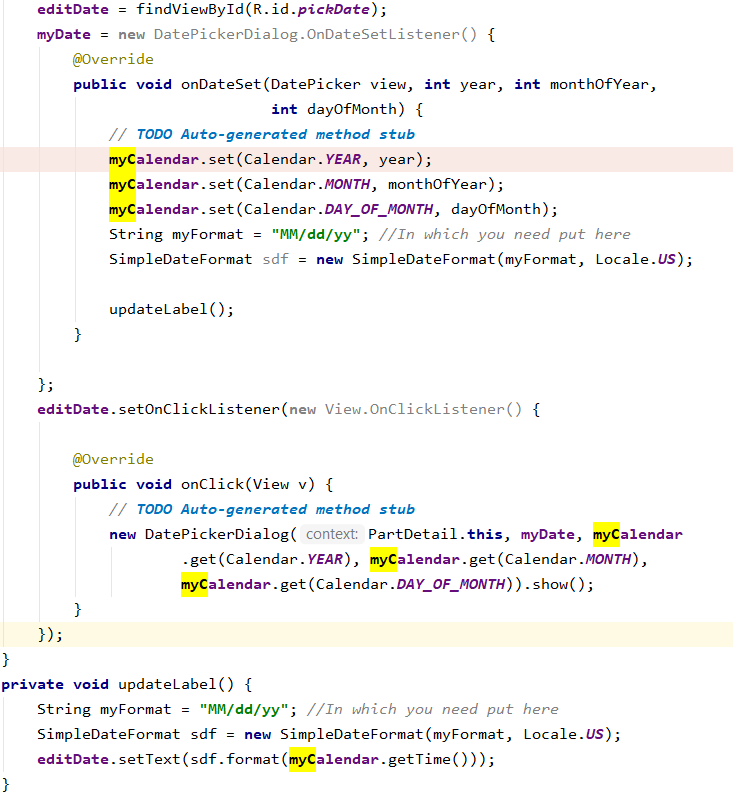 editDate = findViewById(R.id.pickDate);
myDate = new DatePickerDialog.OnDateSetListener() {
@Override
public void onDateSet(DatePicker view, int year, int monthOfYear,
int dayOfMonth) {
// TODO Auto-generated method stub
myCalendar.set(Calendar.YEAR, year);
myCalendar.set(Calendar.MONTH, monthOfYear);
myCalendar.set(Calendar.DAY_OF_MONTH, dayOfMonth);
String myFormat = "MM/dd/yy"; //In which you need put here
SimpleDateFormat sdf = new SimpleDateFormat(myFormat, Locale.US);
updateLabel();
}
};
editDate.setOnClickListener(new View.OnClickListener() {
@Override
public void onClick(View v) {
// TODO Auto-generated method stub
new DatePickerDialog( context: PartDetail.this, myDate, myCalendar
.get(Calendar.YEAR), myCalendar.get(Calendar.MONTH),
myCalendar.get(Calendar.DAY_OF_MONTH)).show();
}
});
}
private void updateLabel() {
String myFormat = "MM/dd/yy"; //In which you need put here
SimpleDateFormat sdf = new SimpleDateFormat(myFormat, Locale.US);
editDate.setText(sdf.format(myCalendar.getTime()));
}